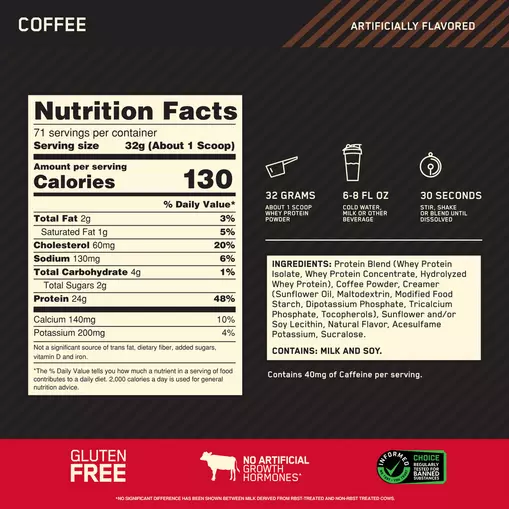 COFFEE
ARTIFICIALLY FLAVORED
Nutrition Facts
71 servings per container
Serving size 32g (About 1 Scoop)
Amount per serving
Calories 130
% Daily Value*
Total Fat 2g 3%
Saturated Fat 1g 5%
Cholesterol 60mg 20%
Sodium 130mg 6%
Total Carbohydrate 4g 1%
Total Sugars 2g
Protein 24g 48%
Calcium 140mg 10%
Potassium 200mg 4%
Not a significant source of trans fat, dietary fiber, added sugars,
vitamin D and iron.
*The % Daily Value tells you how much a nutrient in a serving of food
contributes to a daily diet. 2,000 calories a day is used for general
nutrition advice.
32 GRAMS
ABOUT 1 SCOOP
WHEY PROTEIN
POWDER
6-8 FL OZ
COLD WATER,
MILK OR OTHER
BEVERAGE
30 SECONDS
STIR, SHAKE
OR BLEND UNTIL
DISSOLVED
INGREDIENTS: Protein Blend (Whey Protein
Isolate, Whey Protein Concentrate, Hydrolyzed
Whey Protein), Coffee Powder, Creamer
(Sunflower Oil, Maltodextrin, Modified Food
Starch, Dipotassium Phosphate, Tricalcium
Phosphate, Tocopherols), Sunflower and/or
Soy Lecithin, Natural Flavor, Acesulfame
Potassium, Sucralose.
CONTAINS: MILK AND SOY.
Contains 40mg of Caffeine per serving.
GLUTEN
FREE
NO ARTIFICIAL
GROWTH
HORMONES^
INFORMED
CHOICE
REGULARLY
TESTED FOR
BANNED
SUBSTANCES
^NO SIGNIFICANT DIFFERENCE HAS BEEN SHOWN BETWEEN MILK DERIVED FROM RBST-TREATED AND NON-RBST TREATED COWS.